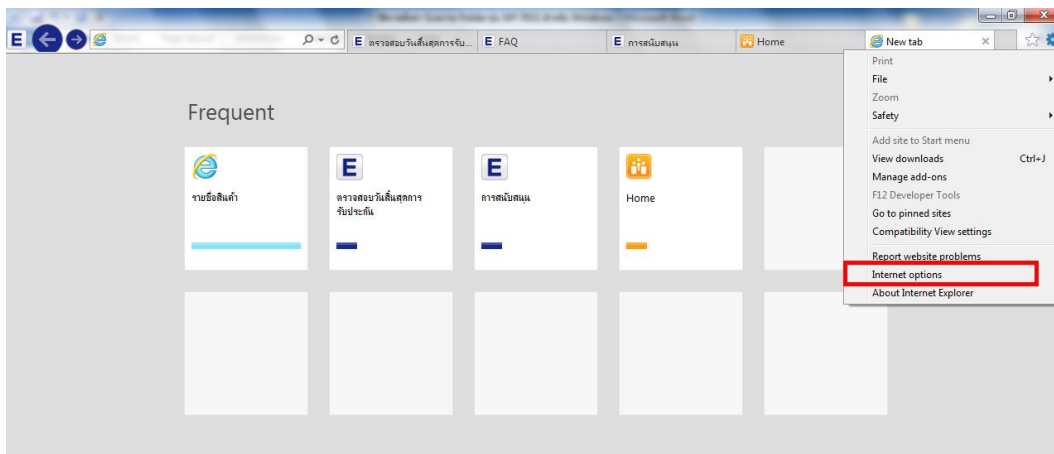 E ตรวจสอบวันสิ้นสุดการรับ...
E FAQ
E การสนับสนุน
Home
New tab
Print
File
Zoom
Safety
Add site to Start menu
View downloads Ctrl+J
Manage add-ons
F12 Developer Tools
Go to pinned sites
Compatibility View settings
Report website problems
Internet options
About Internet Explorer
Frequent
รายชื่อสินค้า
E
ตรวจสอบวันสิ้นสุดการ
รับประกัน
E
การสนับสนุน
Home